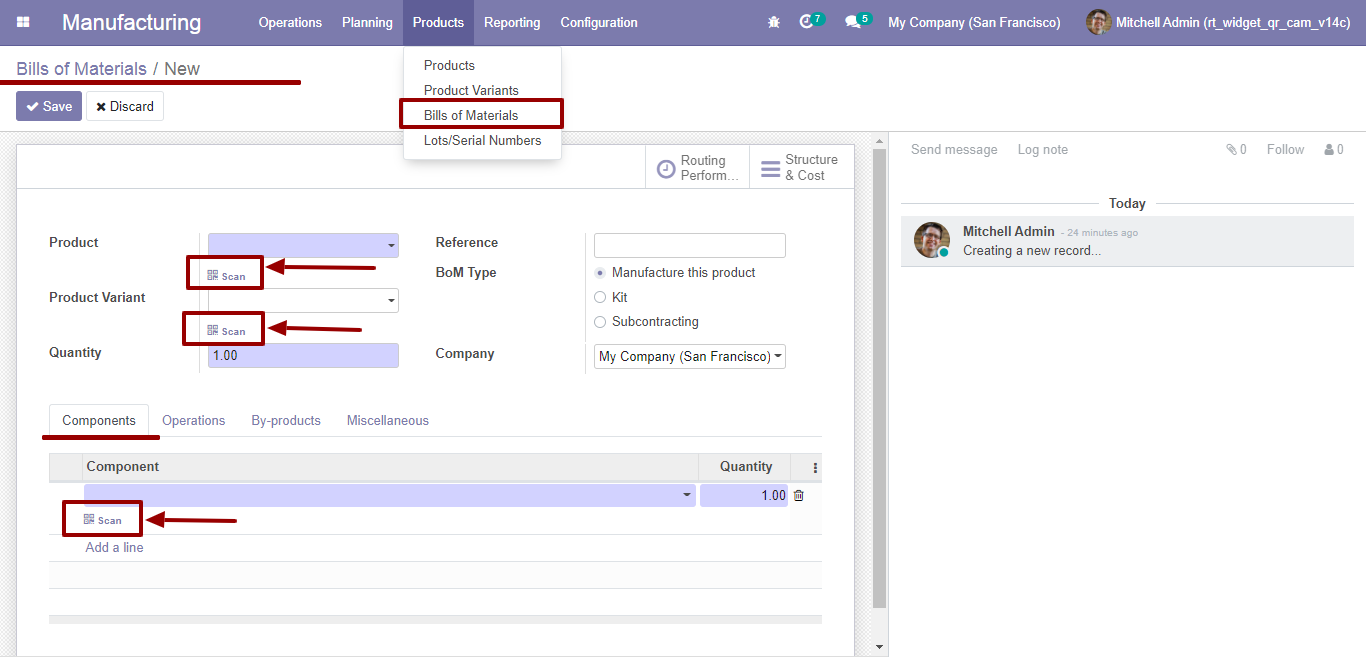 Manufacturing Operations Planning Products Reporting Configuration 7 5 My Company (San Francisco) Mitchell Admin (rt_widget_qr_cam_v14c)
Products
Product Variants
Bills of Materials
Lots/Serial Numbers
Bills of Materials / New
Save Discard
Routing
Perform...
Structure
& Cost
Product
Scan
Product Variant
Scan
Quantity 1.00
Reference
BoM Type Manufacture this product
Kit
Subcontracting
Company My Company (San Francisco)
Components Operations By-products Miscellaneous
Component Quantity
1.00
Scan
Add a line
Send message Log note 0 Follow 0
Today
Mitchell Admin - 24 minutes ago
Creating a new record...